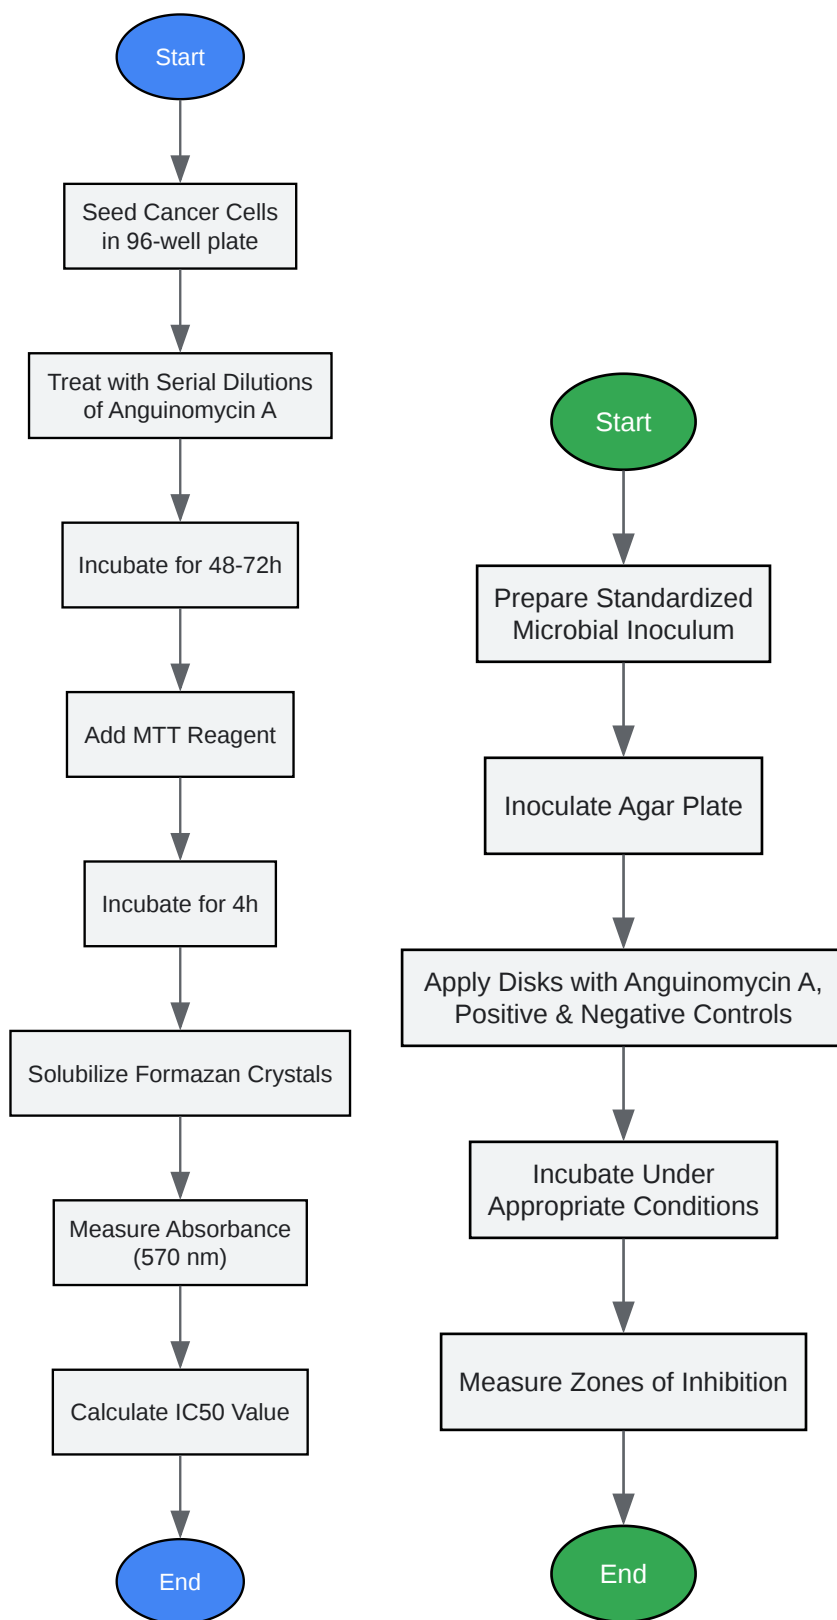 Start
Seed Cancer Cells
in 96-well plate
Treat with Serial Dilutions
of Anguinomycin A
Incubate for 48-72h
Add MTT Reagent
Incubate for 4h
Solubilize Formazan Crystals
Measure Absorbance
(570 nm)
Calculate IC50 Value
End
Start
Prepare Standardized
Microbial Inoculum
Inoculate Agar Plate
Apply Disks with Anguinomycin A,
Positive & Negative Controls
Incubate Under
Appropriate Conditions
Measure Zones of Inhibition
End